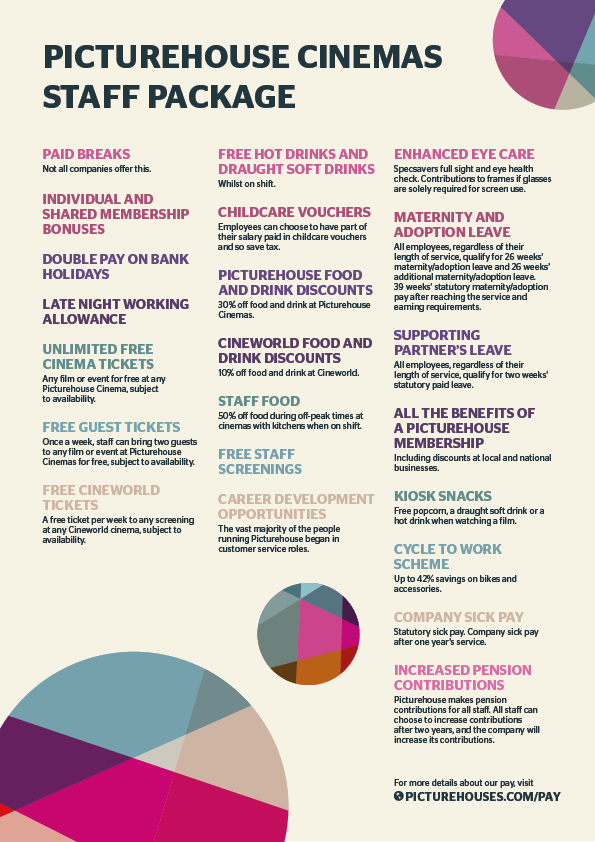 PICTUREHOUSE CINEMAS
STAFF PACKAGE
PAID BREAKS
Not all companies offer this.
INDIVIDUAL AND
SHARED MEMBERSHIP
BONUSES
DOUBLE PAY ON BANK
HOLIDAYS
LATE NIGHT WORKING
ALLOWANCE
UNLIMITED FREE
CINEMA TICKETS
Any film or event for free at any
Picturehouse Cinema, subject
to availability.
FREE GUEST TICKETS
Once a week, staff can bring two guests
to any film or event at Picturehouse
Cinemas for free, subject to availability.
FREE CINEWORLD
TICKETS
A free ticket per week to any screening
at any Cineworld cinema, subject to
availability.
FREE HOT DRINKS AND
DRAUGHT SOFT DRINKS
Whilst on shift.
CHILDCARE VOUCHERS
Employees can choose to have part of
their salary paid in childcare vouchers
and so save tax.
PICTUREHOUSE FOOD
AND DRINK DISCOUNTS
30% off food and drink at Picturehouse
Cinemas.
CINEWORLD FOOD AND
DRINK DISCOUNTS
10% off food and drink at Cineworld.
STAFF FOOD
50% off food during off-peak times at
cinemas with kitchens when on shift.
FREE STAFF
SCREENINGS
CAREER DEVELOPMENT
OPPORTUNITIES
The vast majority of the people
running Picturehouse began in
customer service roles.
ENHANCED EYE CARE
Specsavers full sight and eye health
check. Contributions to frames if glasses
are solely required for screen use.
MATERNITY AND
ADOPTION LEAVE
All employees, regardless of their
length of service, qualify for 26 weeks'
maternity/adoption leave and 26 weeks'
additional maternity/adoption leave.
39 weeks' statutory maternity/adoption
pay after reaching the service and
earning requirements.
SUPPORTING
PARTNER'S LEAVE
All employees, regardless of their
length of service, qualify for two weeks'
statutory paid leave.
ALL THE BENEFITS OF
A PICTUREHOUSE
MEMBERSHIP
Including discounts at local and national
businesses.
KIOSK SNACKS
Free popcorn, a draught soft drink or a
hot drink when watching a film.
CYCLE TO WORK
SCHEME
Up to 42% savings on bikes and
accessories.
COMPANY SICK PAY
Statutory sick pay. Company sick pay
after one year's service.
INCREASED PENSION
CONTRIBUTIONS
Picturehouse makes pension
contributions for all staff. All staff can
choose to increase contributions
after two years, and the company will
increase its contributions.
For more details about our pay, visit
PICTUREHOUSES.COM/PAY